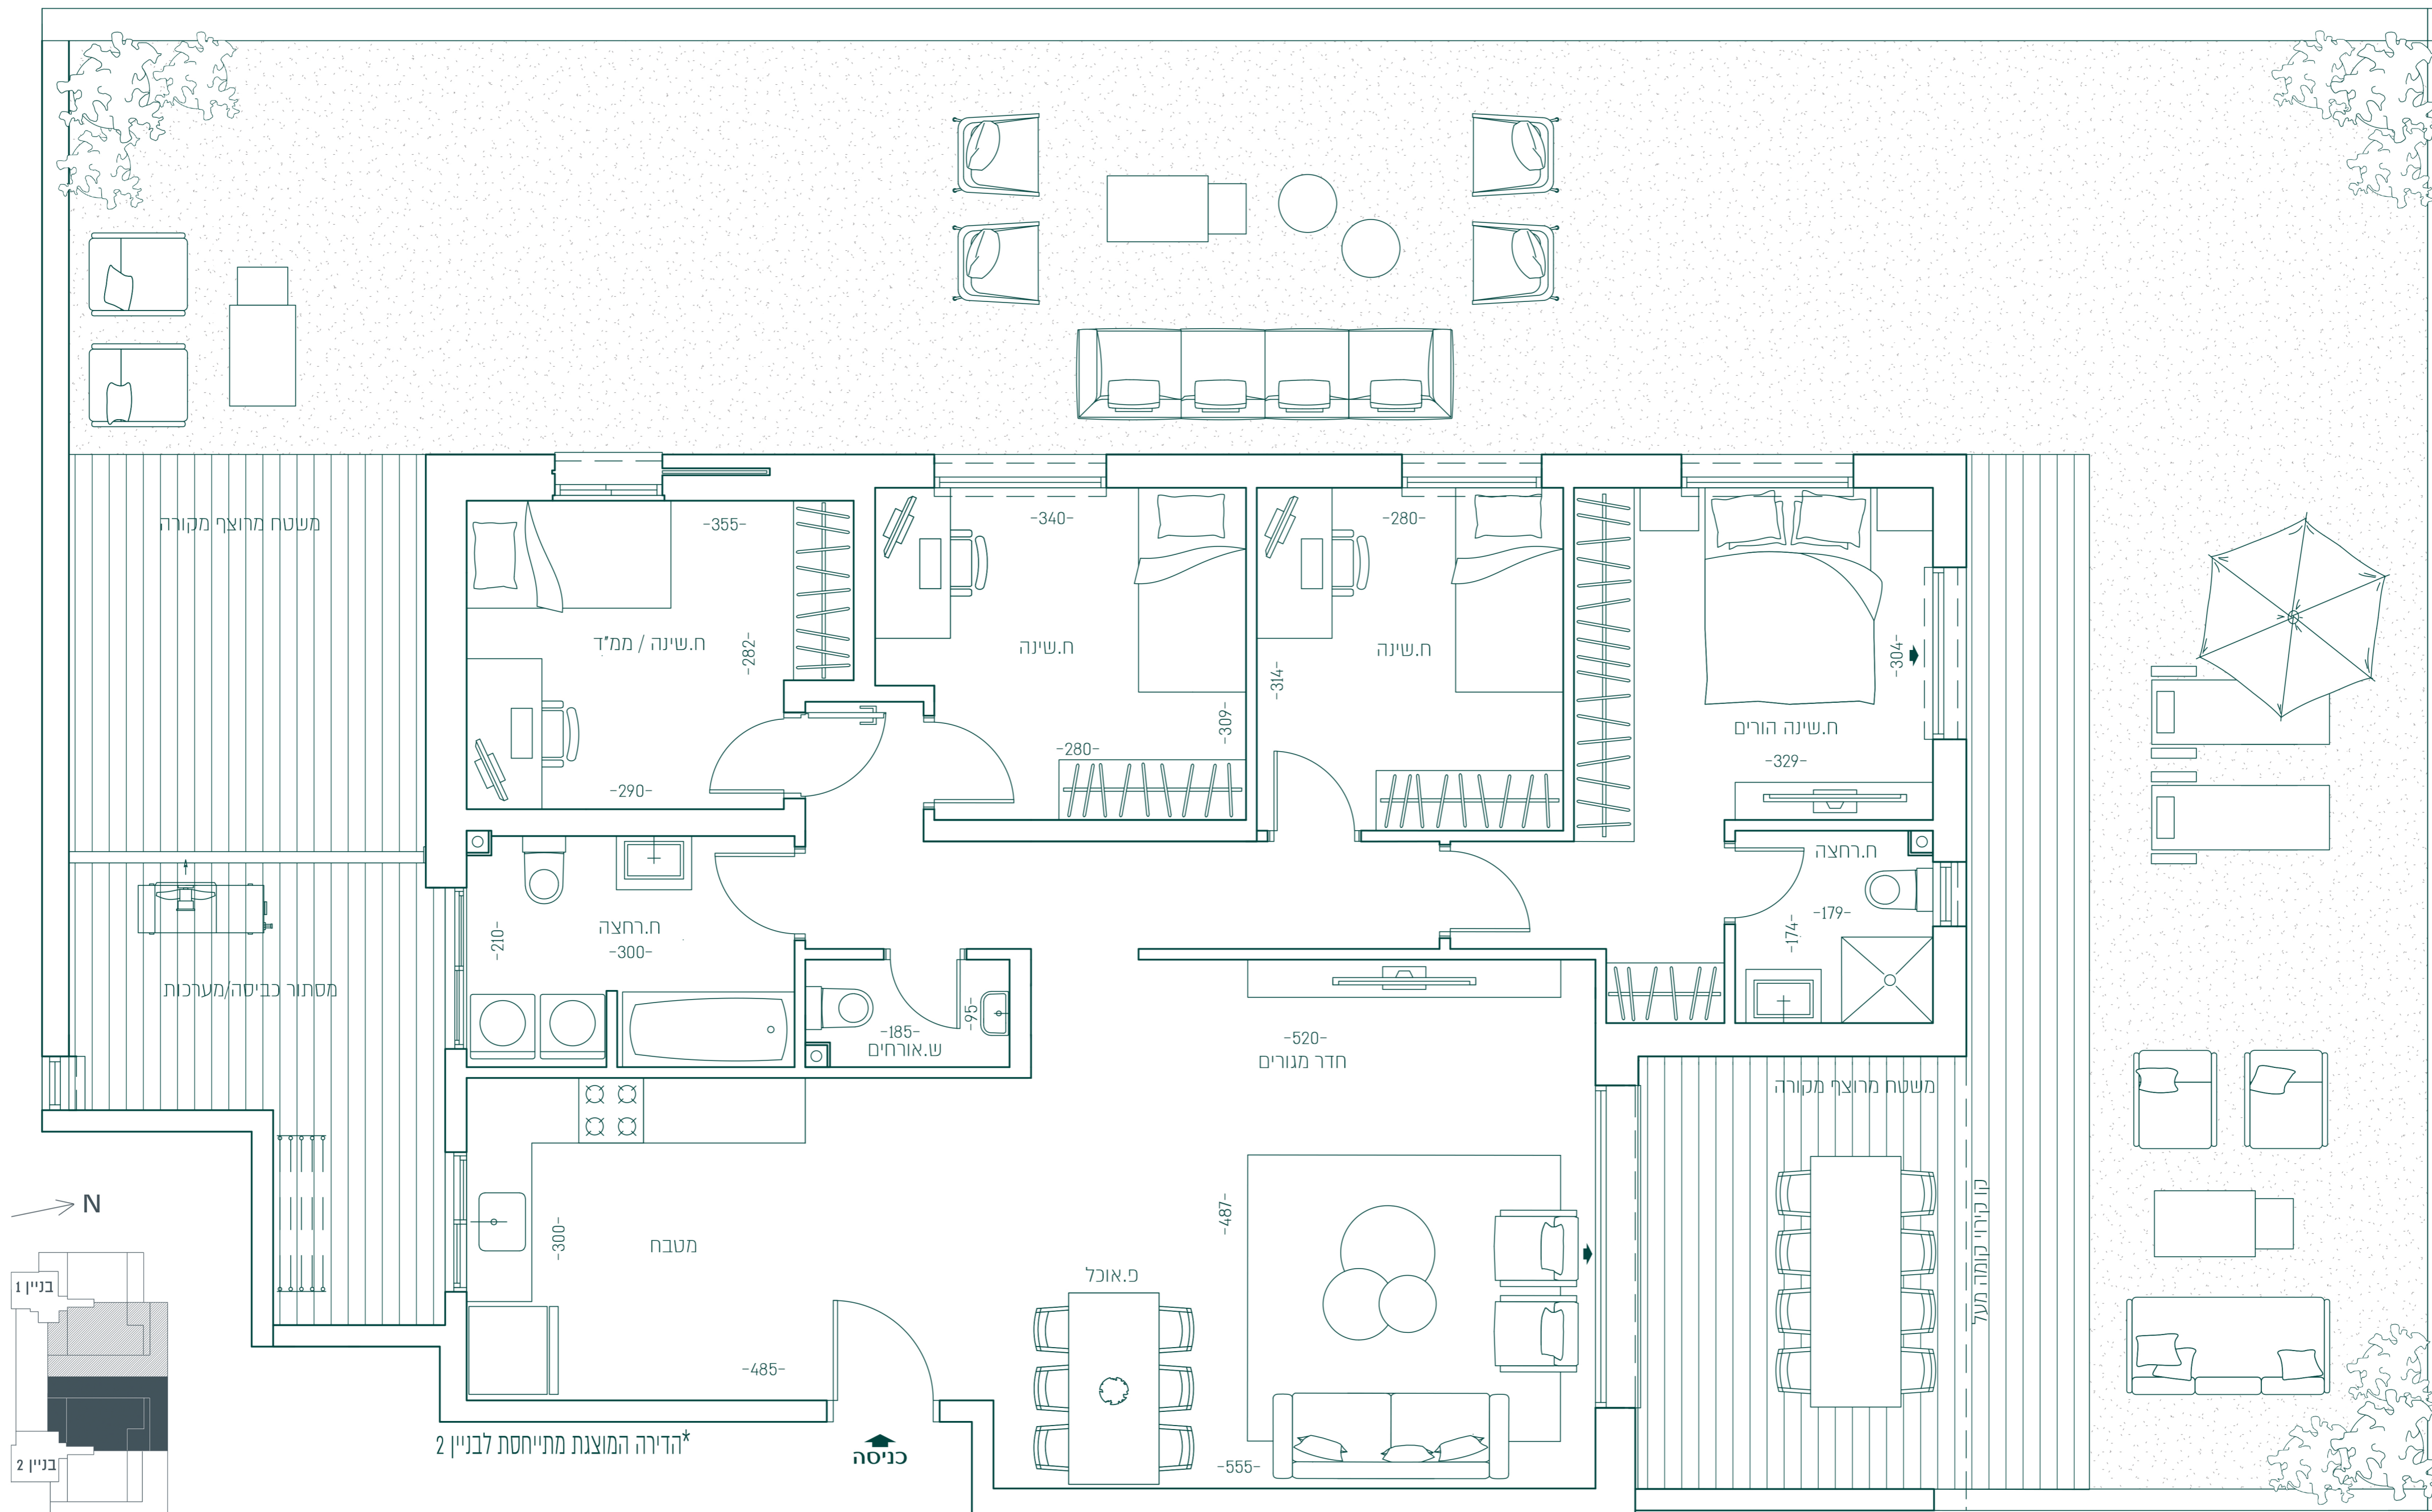 משטח מרוצף מקורה
-355-
-340-
-280-
ח.שינה / ממ"ד
-282-
ח.שינה
ח.שינה
-314-
-304-
-309-
ח.שינה הורים
-280-
-329-
-290-
ח.רחצה
-179-
-174-
ח.רחצה
-300-
-210-
מסתור כביסה/מערכות
-95-
-185-
ש.אורחים
-520-
חדר מגורים
משטח מרוצף מקורה
קו קירוי קומה מעל
N
-300-
מטבח
-487-
פ.אוכל
בניין 1
-485-
*הדירה המוצגת מתייחסת לבניין 2
כניסה
-555-
בניין 2